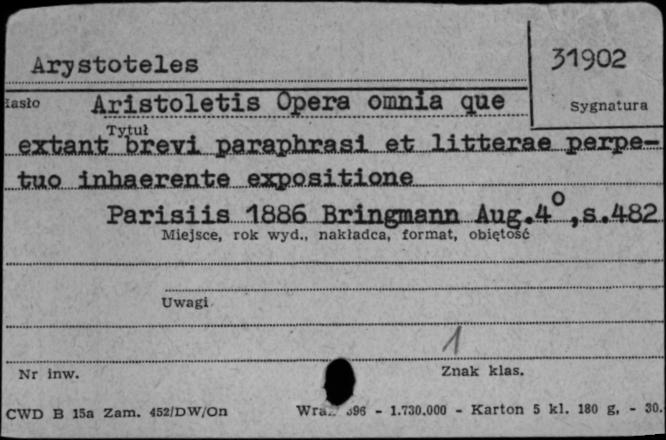 Arystoteles
31902
Hasło Aristoletis Opera omnia que
Sygnatura
Tytuł
extant brevi paraphrasi et litterae perpe-
tuo inhaerente expositione
Parisiis 1886 Bringmann Aug.4°,s.482
Miejsce, rok wyd., nakładca, format, objętość
Uwagi
1
Nr inw.
Znak klas.
CWD B 15a Zam. 452/DW/On
396 - 1.730.000 - Karton 5 kl. 180 g, - 30.